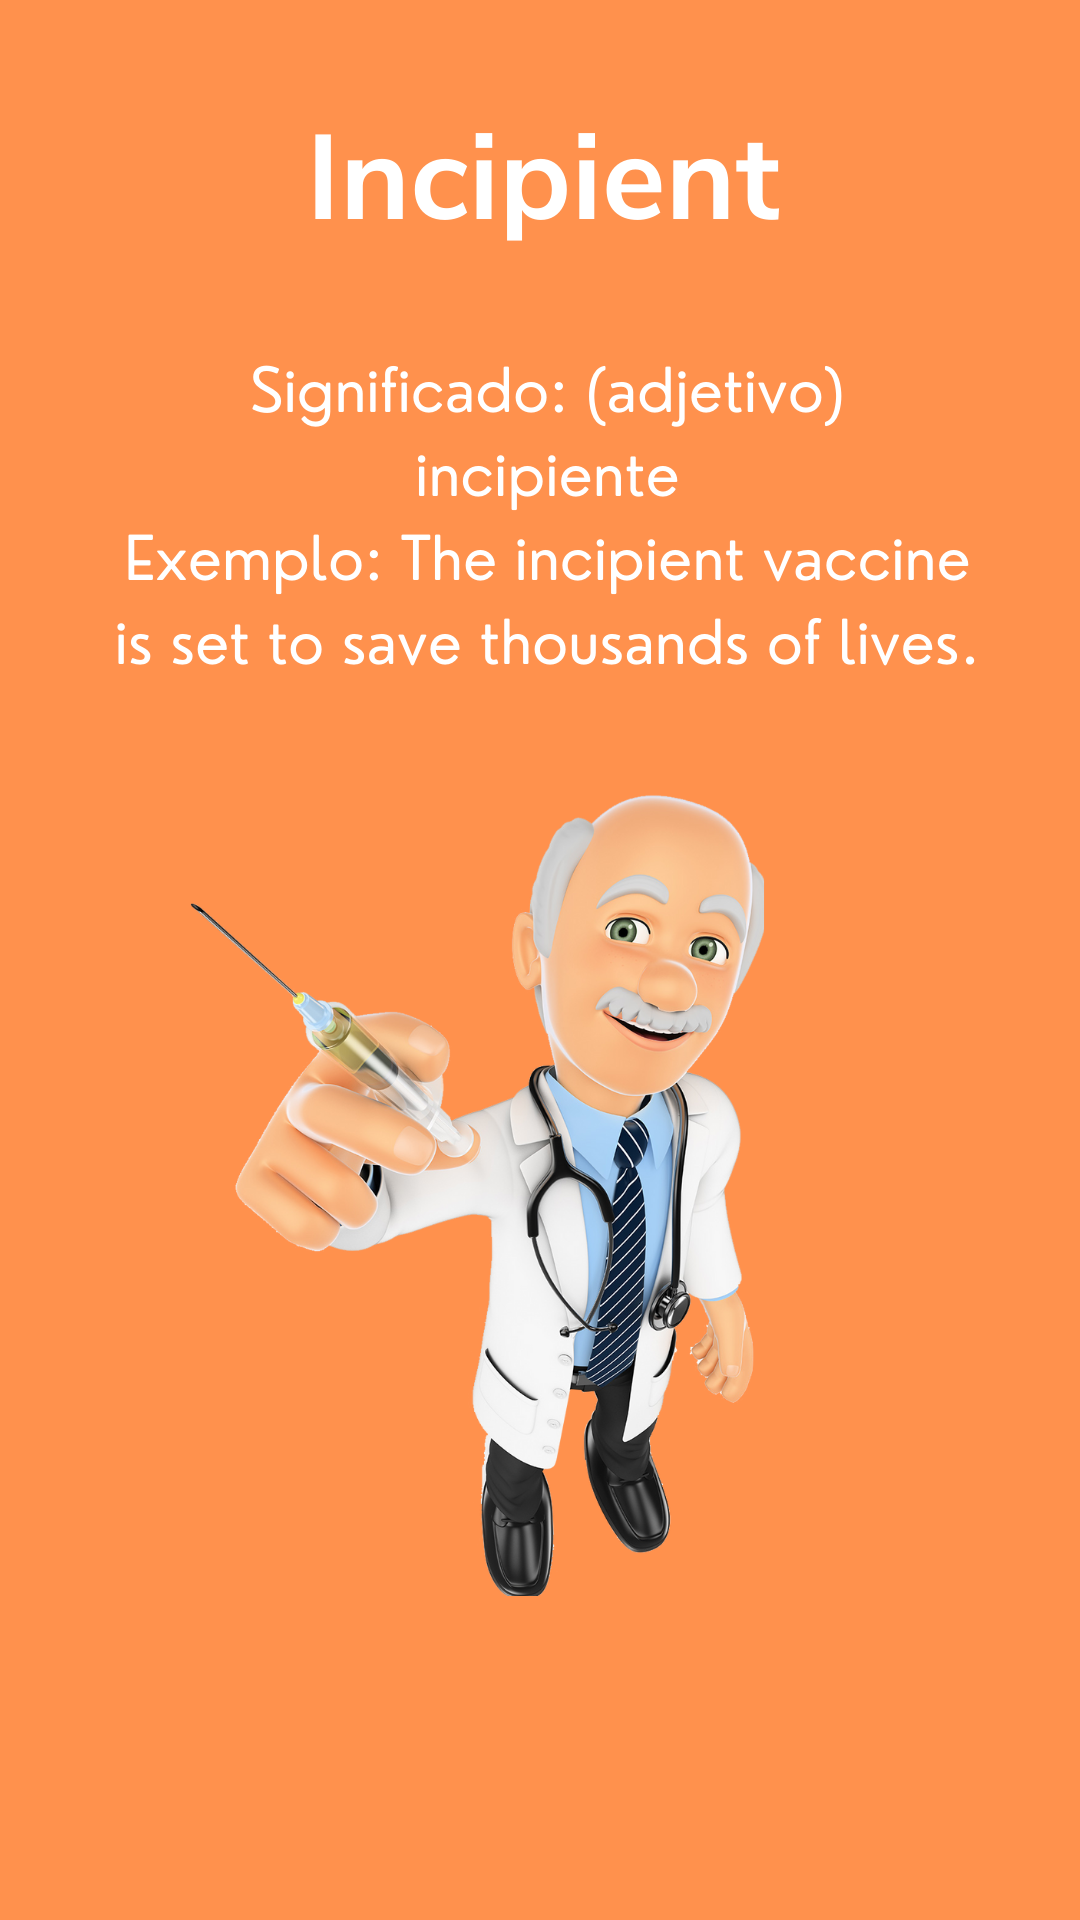 Incipient
Significado: (adjetivo)
incipiente
Exemplo: The incipient vaccine
is set to save thousands of lives.